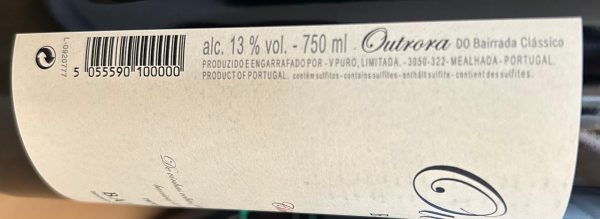 L-0920777
5 055590 100000
alc. 13 % vol. - 750 ml - Outrora DO Bairrada Clássico
PRODUZIDO E ENGARRAFADO POR - V PURO, LIMITADA. - 3050-322 - MEALHADA - PORTUGAL.
PRODUCT OF PORTUGAL. contém sulfitos - contains sulfites - enthält sulfite - contient des sulfites.